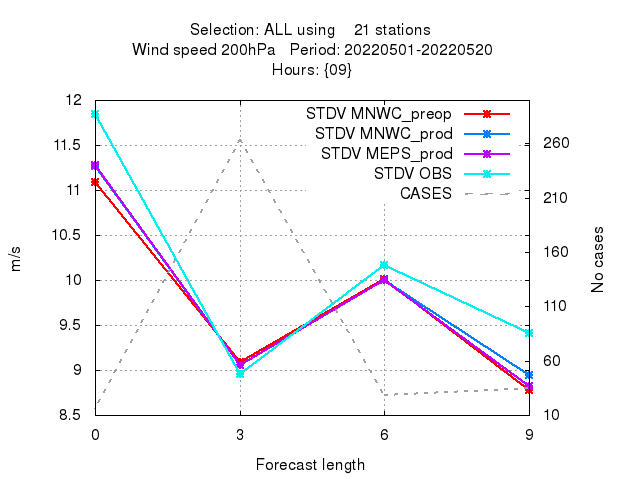 Selection: ALL using 21 stations
Wind speed 200hPa Period: 20220501-20220520
Hours: {09}
STDV MNWC_preop
STDV MNWC_prod
STDV MEPS_prod
STDV OBS
CASES
12
11.5
11
10.5
10
9.5
9
8.5
m/s
260
210
160
110
60
10
No cases
0 3 6 9
Forecast length